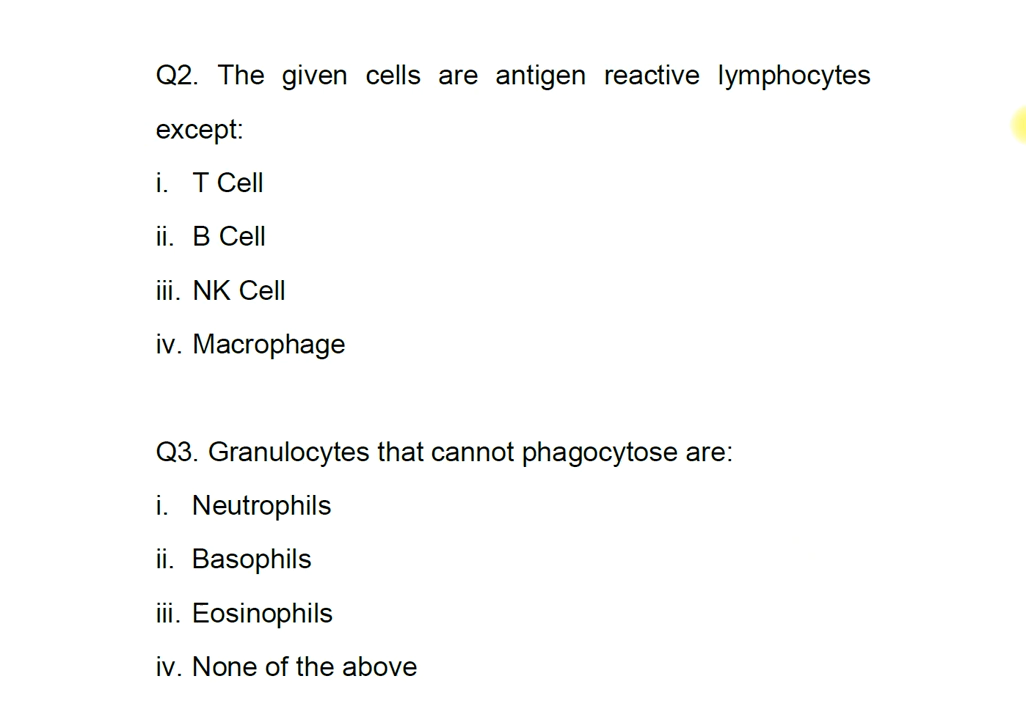 Q2. The given cells are antigen reactive lymphocytes
except:
i. T Cell
ii. B Cell
iii. NK Cell
iv. Macrophage
Q3. Granulocytes that cannot phagocytose are:
i. Neutrophils
ii. Basophils
iii. Eosinophils
iv. None of the above